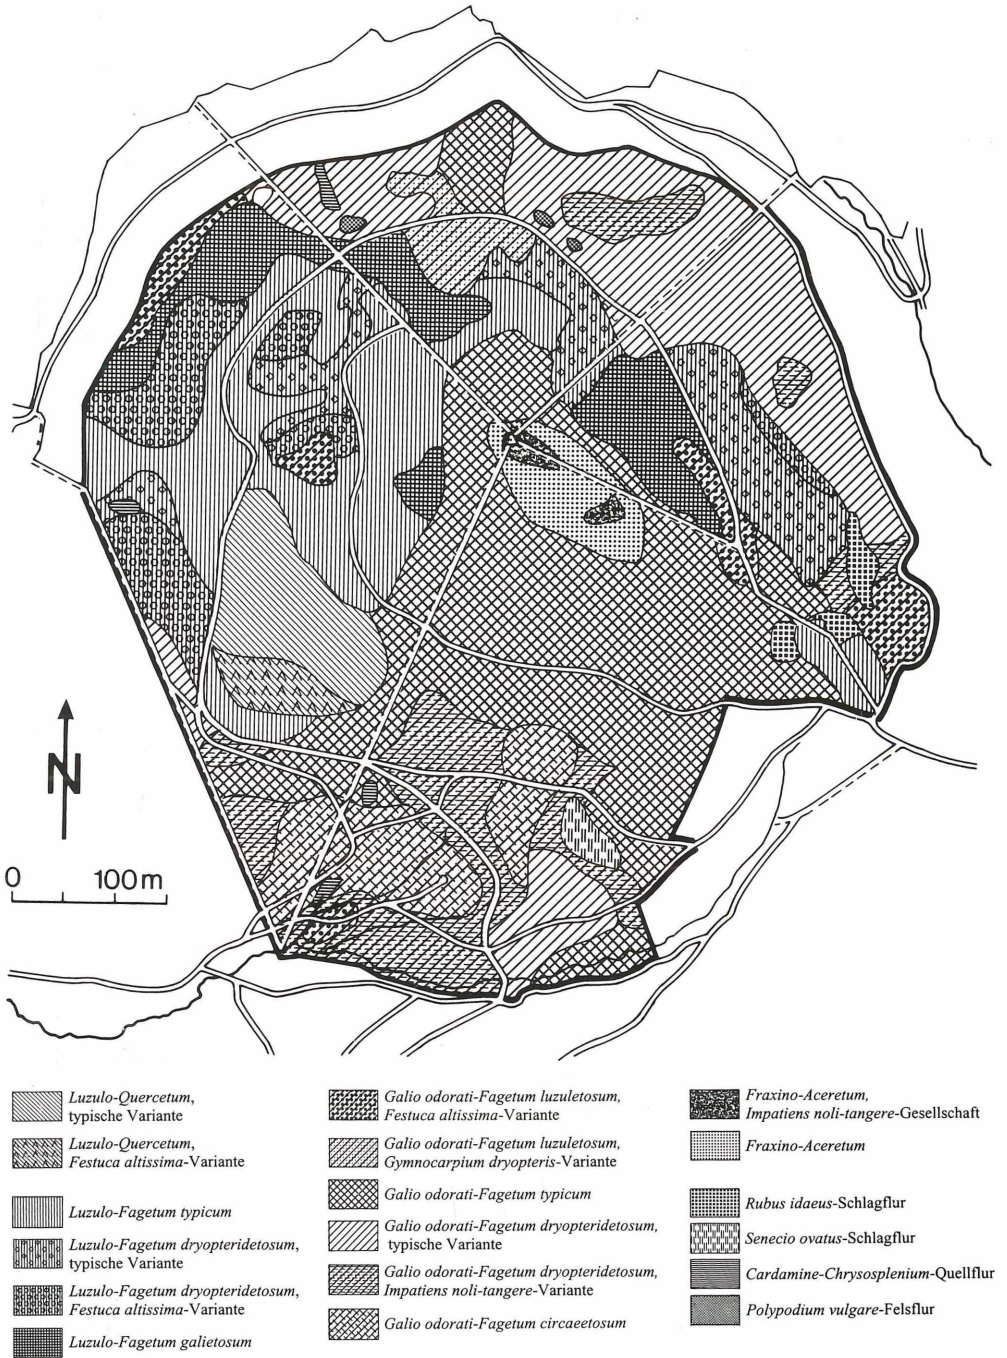 N
0 100m
Luzulo-Quercetum,
typische Variante
Luzulo-Quercetum,
Festuca altissima-Variante
Luzulo-Fagetum typicum
Luzulo-Fagetum dryopteridetosum,
typische Variante
Luzulo-Fagetum dryopteridetosum,
Festuca altissima-Variante
Luzulo-Fagetum galietosum
Galio odorati-Fagetum luzuletosum,
Festuca altissima-Variante
Galio odorati-Fagetum luzuletosum,
Gymnocarpium dryopteris-Variante
Galio odorati-Fagetum typicum
Galio odorati-Fagetum dryopteridetosum,
typische Variante
Galio odorati-Fagetum dryopteridetosum,
Impatiens noli-tangere-Variante
Galio odorati-Fagetum circaeetosum
Fraxino-Aceretum,
Impatiens noli-tangere-Gesellschaft
Fraxino-Aceretum
Rubus idaeus-Schlagflur
Senecio ovatus-Schlagflur
Cardamine-Chrysosplenium-Quellflur
Polypodium vulgare-Felsflur